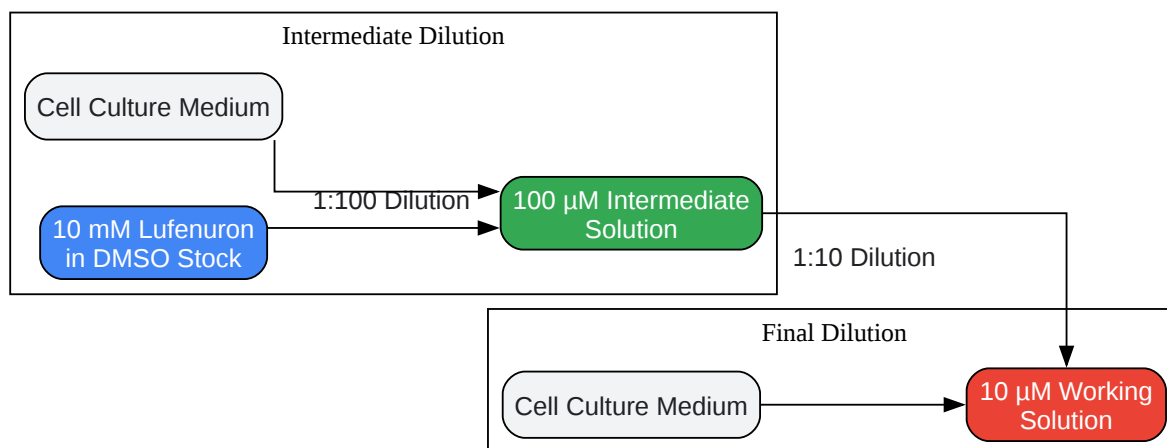 Intermediate Dilution
Cell Culture Medium
1:100 Dilution
10 mM Lufenuron
in DMSO Stock
100 µM Intermediate
Solution
1:10 Dilution
Final Dilution
Cell Culture Medium
10 µM Working
Solution